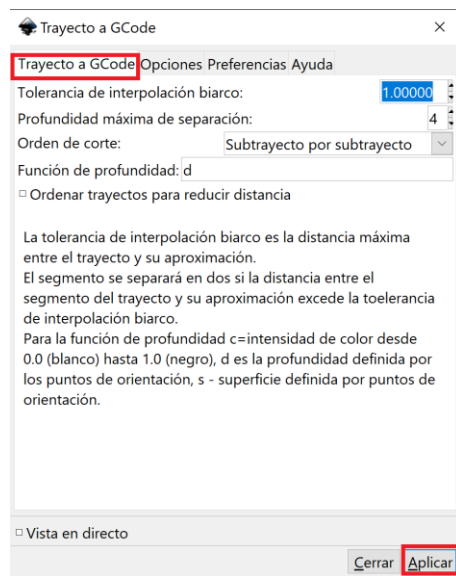 Trayecto a GCode
Trayecto a GCode Opciones Preferencias Ayuda
Tolerancia de interpolación biarco: 1.00000
Profundidad máxima de separación: 4
Orden de corte: Subtrayecto por subtrayecto
Función de profundidad: d
Ordenar trayectos para reducir distancia
La tolerancia de interpolación biarco es la distancia máxima
entre el trayecto y su aproximación.
El segmento se separará en dos si la distancia entre el
segmento del trayecto y su aproximación excede la toelerancia
de interpolación biarco.
Para la función de profundidad c=intensidad de color desde
0.0 (blanco) hasta 1.0 (negro), d es la profundidad definida por
los puntos de orientación, s - superficie definida por puntos de
orientación.
Vista en directo
Cerrar Aplicar